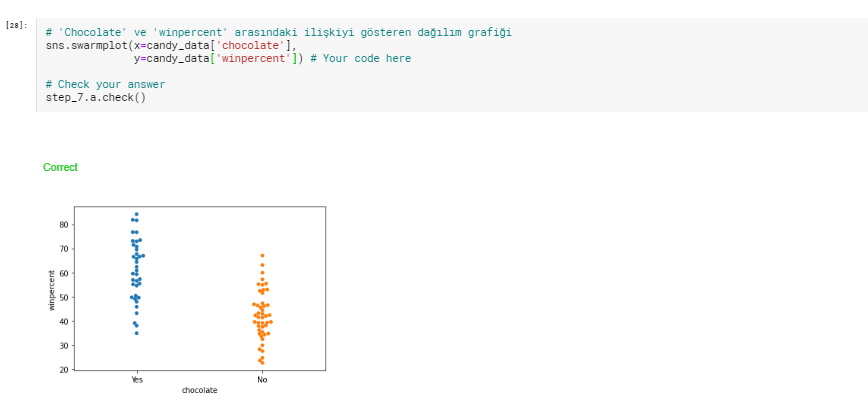 [28]:
# 'Chocolate' ve 'winpercent' arasındaki ilişkiyi gösteren dağılım grafiği
sns.swarmplot(x=candy_data['chocolate'],
y=candy_data['winpercent']) # Your code here
# Check your answer
step_7.a.check()
Correct
80
70
60
50
40
30
20
winpercent
Yes
No
chocolate